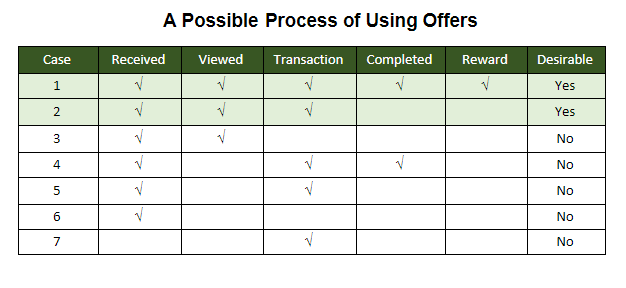 A Possible Process of Using Offers
Case Received Viewed Transaction Completed Reward Desirable
1 √ √ √ √ √ Yes
2 √ √ √ Yes
3 √ √ No
4 √ √ √ No
5 √ √ No
6 √ No
7 √ No